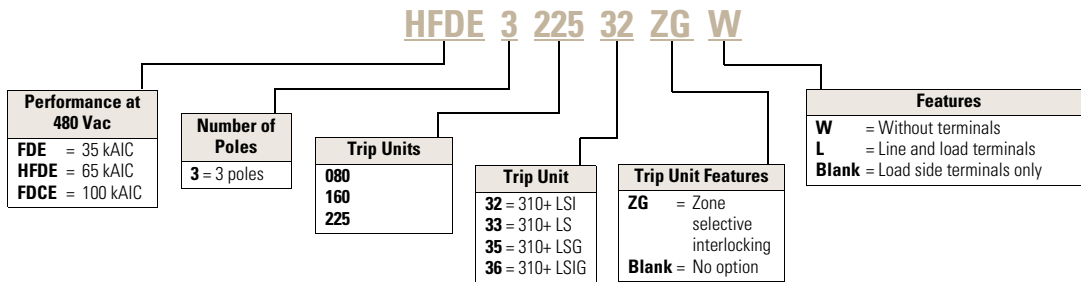 HFDE 3 225 32 ZG W
Performance at
480 Vac
FDE = 35 kAIC
HFDE = 65 kAIC
FDCE = 100 kAIC
Number of
Poles
3 = 3 poles
Trip Units
080
160
225
Trip Unit
32 = 310+ LSI
33 = 310+ LS
35 = 310+ LSG
36 = 310+ LSIG
Trip Unit Features
ZG = Zone
selective
interlocking
Blank = No option
Features
W = Without terminals
L = Line and load terminals
Blank = Load side terminals only